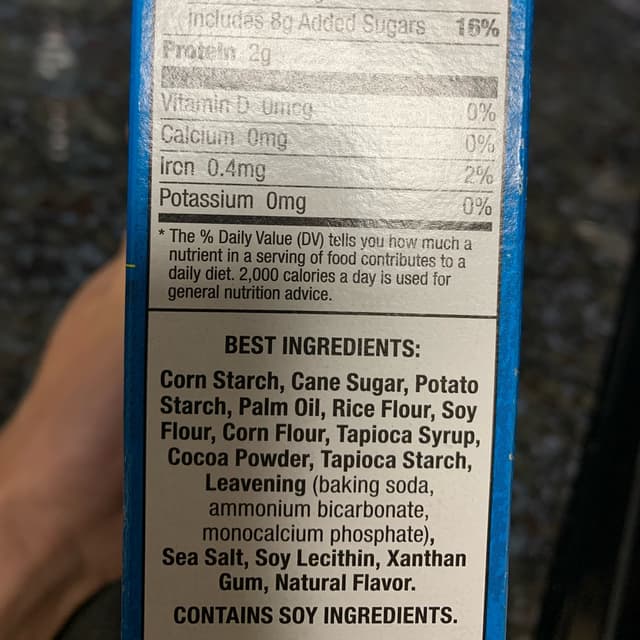 Includes 8g Added Sugars 16%
Protein 2g
Vitamin D 0mcg 0%
Calcium 0mg 0%
Iron 0.4mg 2%
Potassium 0mg 0%
* The % Daily Value (DV) tells you how much a
nutrient in a serving of food contributes to a
daily diet. 2,000 calories a day is used for
general nutrition advice.
BEST INGREDIENTS:
Corn Starch, Cane Sugar, Potato
Starch, Palm Oil, Rice Flour, Soy
Flour, Corn Flour, Tapioca Syrup,
Cocoa Powder, Tapioca Starch,
Leavening (baking soda,
ammonium bicarbonate,
monocalcium phosphate),
Sea Salt, Soy Lecithin, Xanthan
Gum, Natural Flavor.
CONTAINS SOY INGREDIENTS.